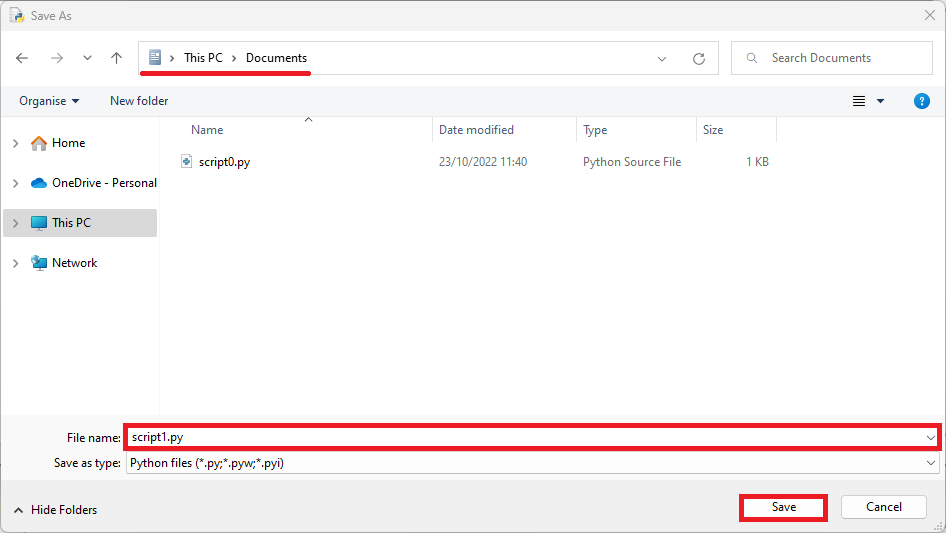 Save As
This PC > Documents
Search Documents
Organise New folder
?
Name Date modified Type Size
script0.py 23/10/2022 11:40 Python Source File 1 KB
Home
OneDrive - Personal
This PC
Network
File name: script1.py
Save as type: Python files (*.py;*.pyw;*.pyi)
Hide Folders Save Cancel